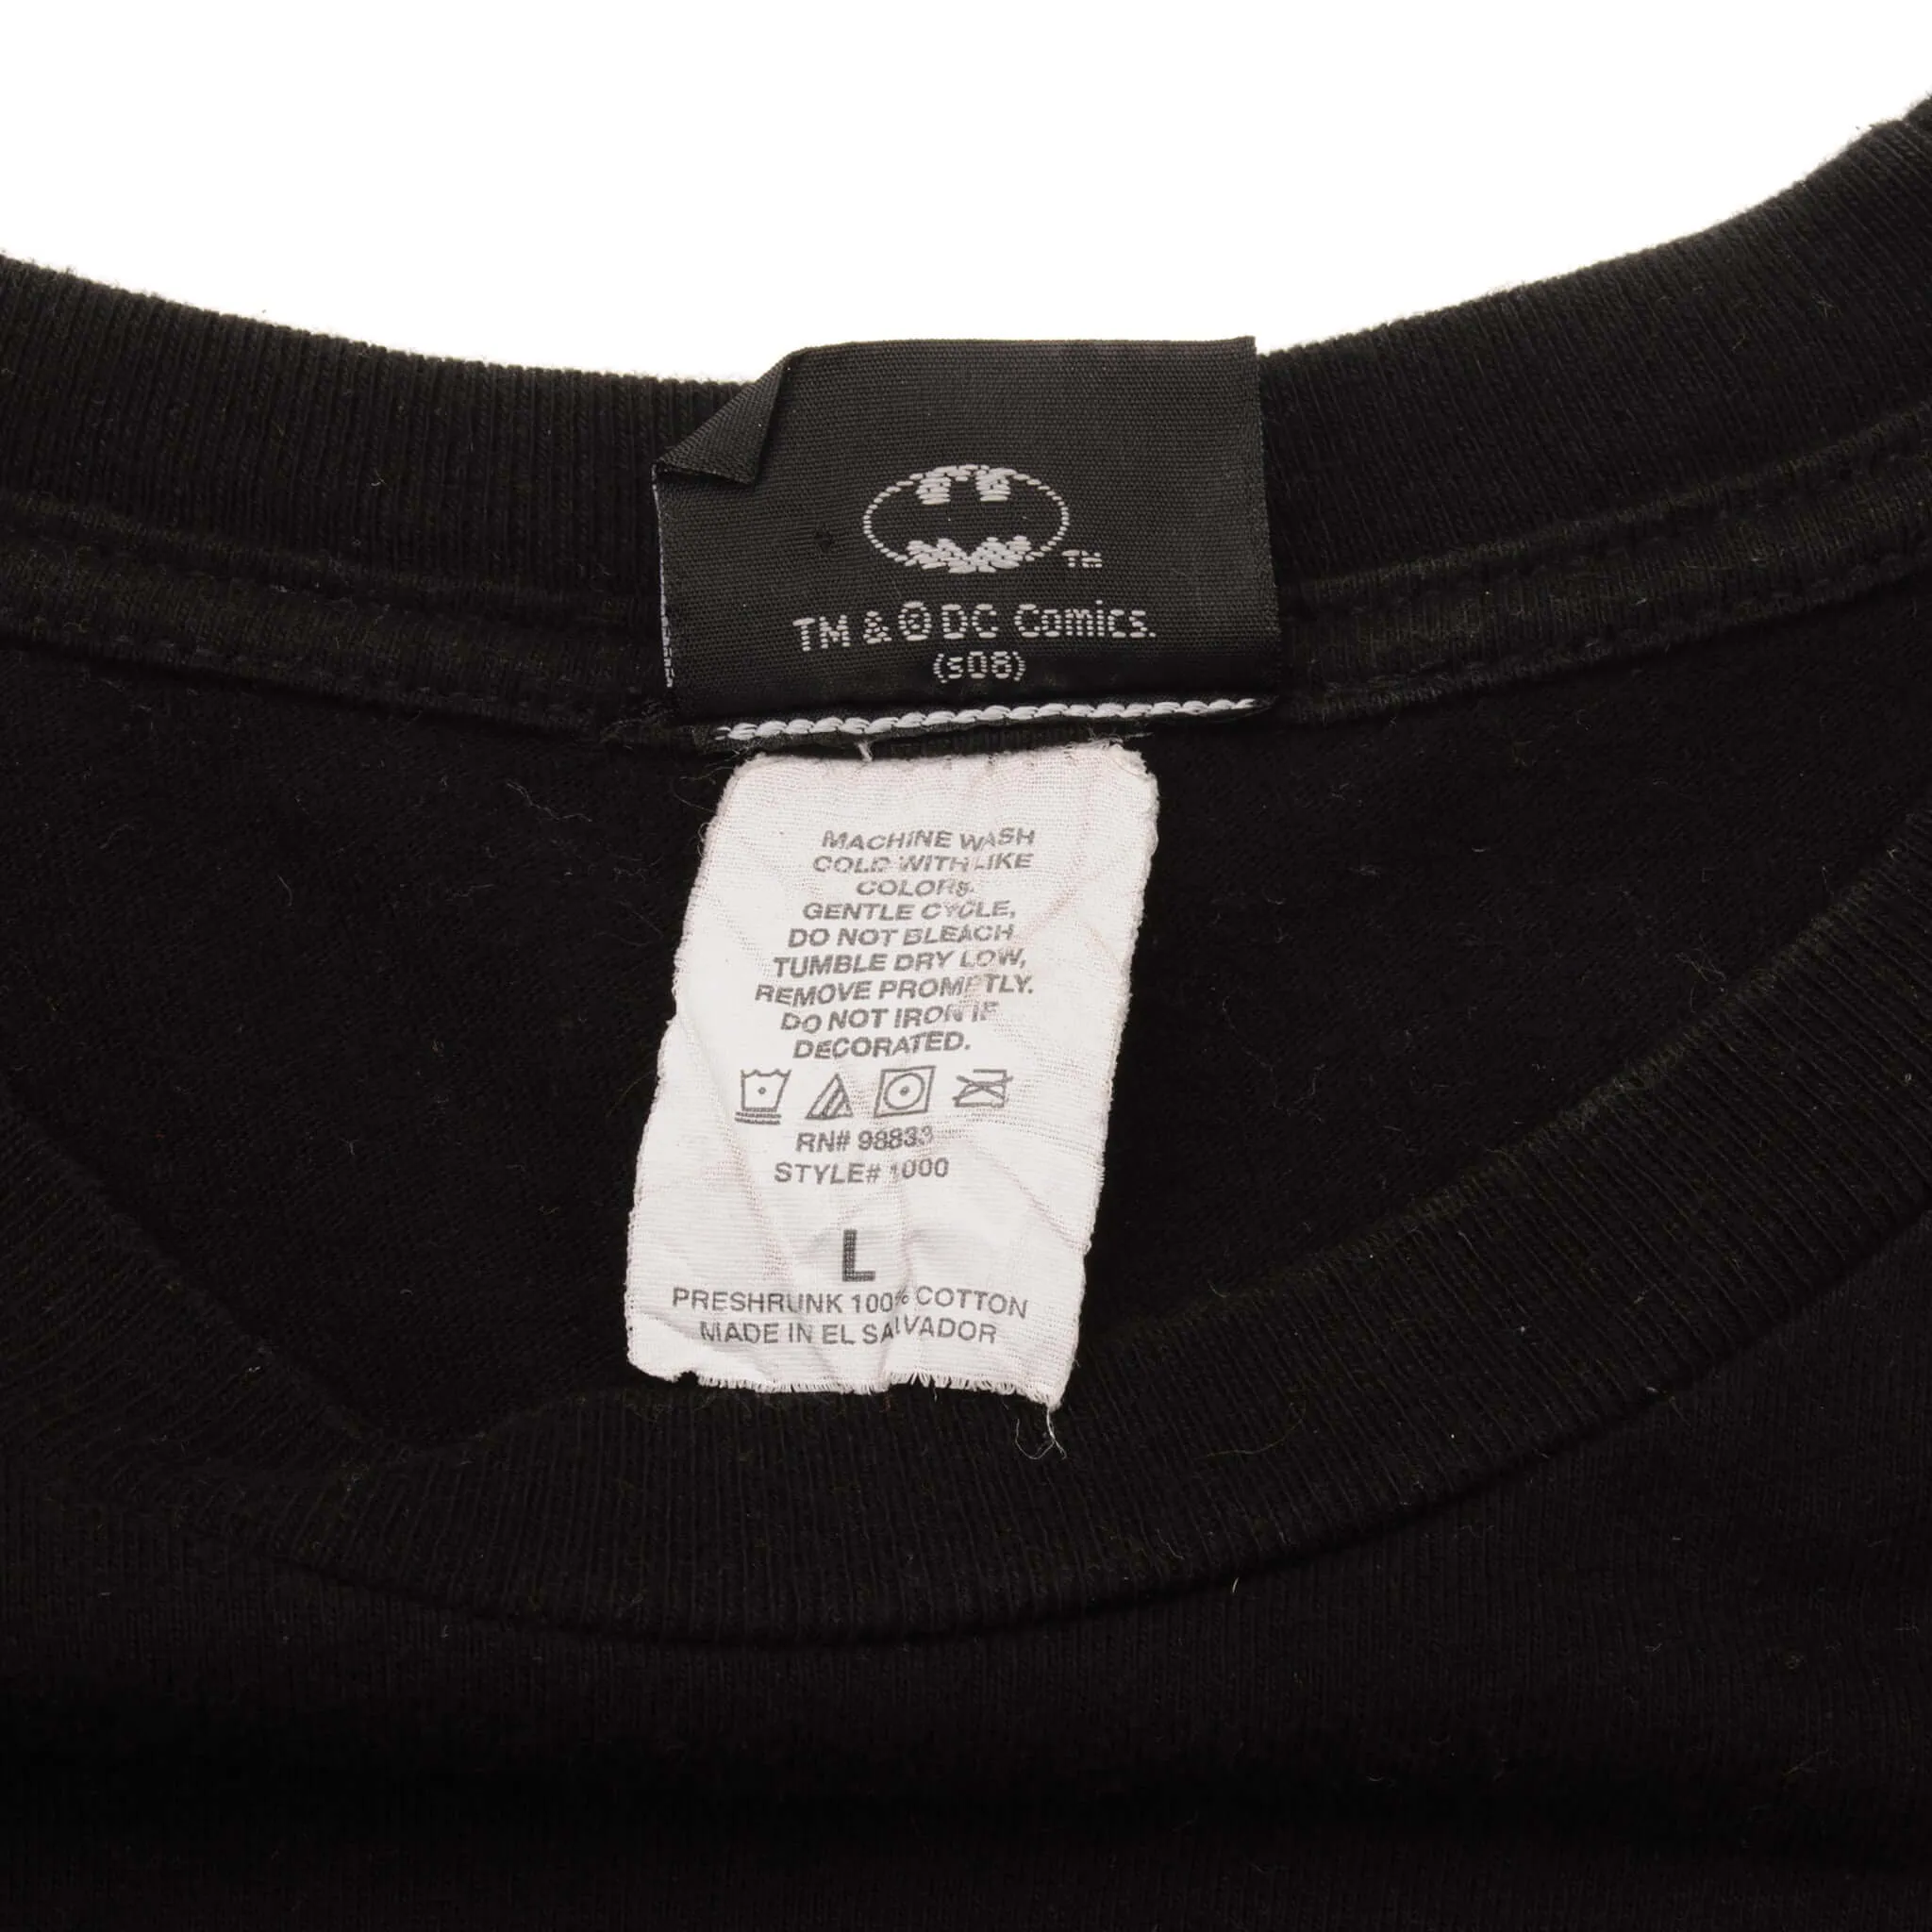 TM
TM & © DC Comics.
(s08)
MACHINE WASH
COLD WITH LIKE
COLORS.
GENTLE CYCLE,
DO NOT BLEACH
TUMBLE DRY LOW,
REMOVE PROMPTLY.
DO NOT IRON IF
DECORATED.
RN# 98833
STYLE# 1000
L
PRESHRUNK 100% COTTON
MADE IN EL SALVADOR